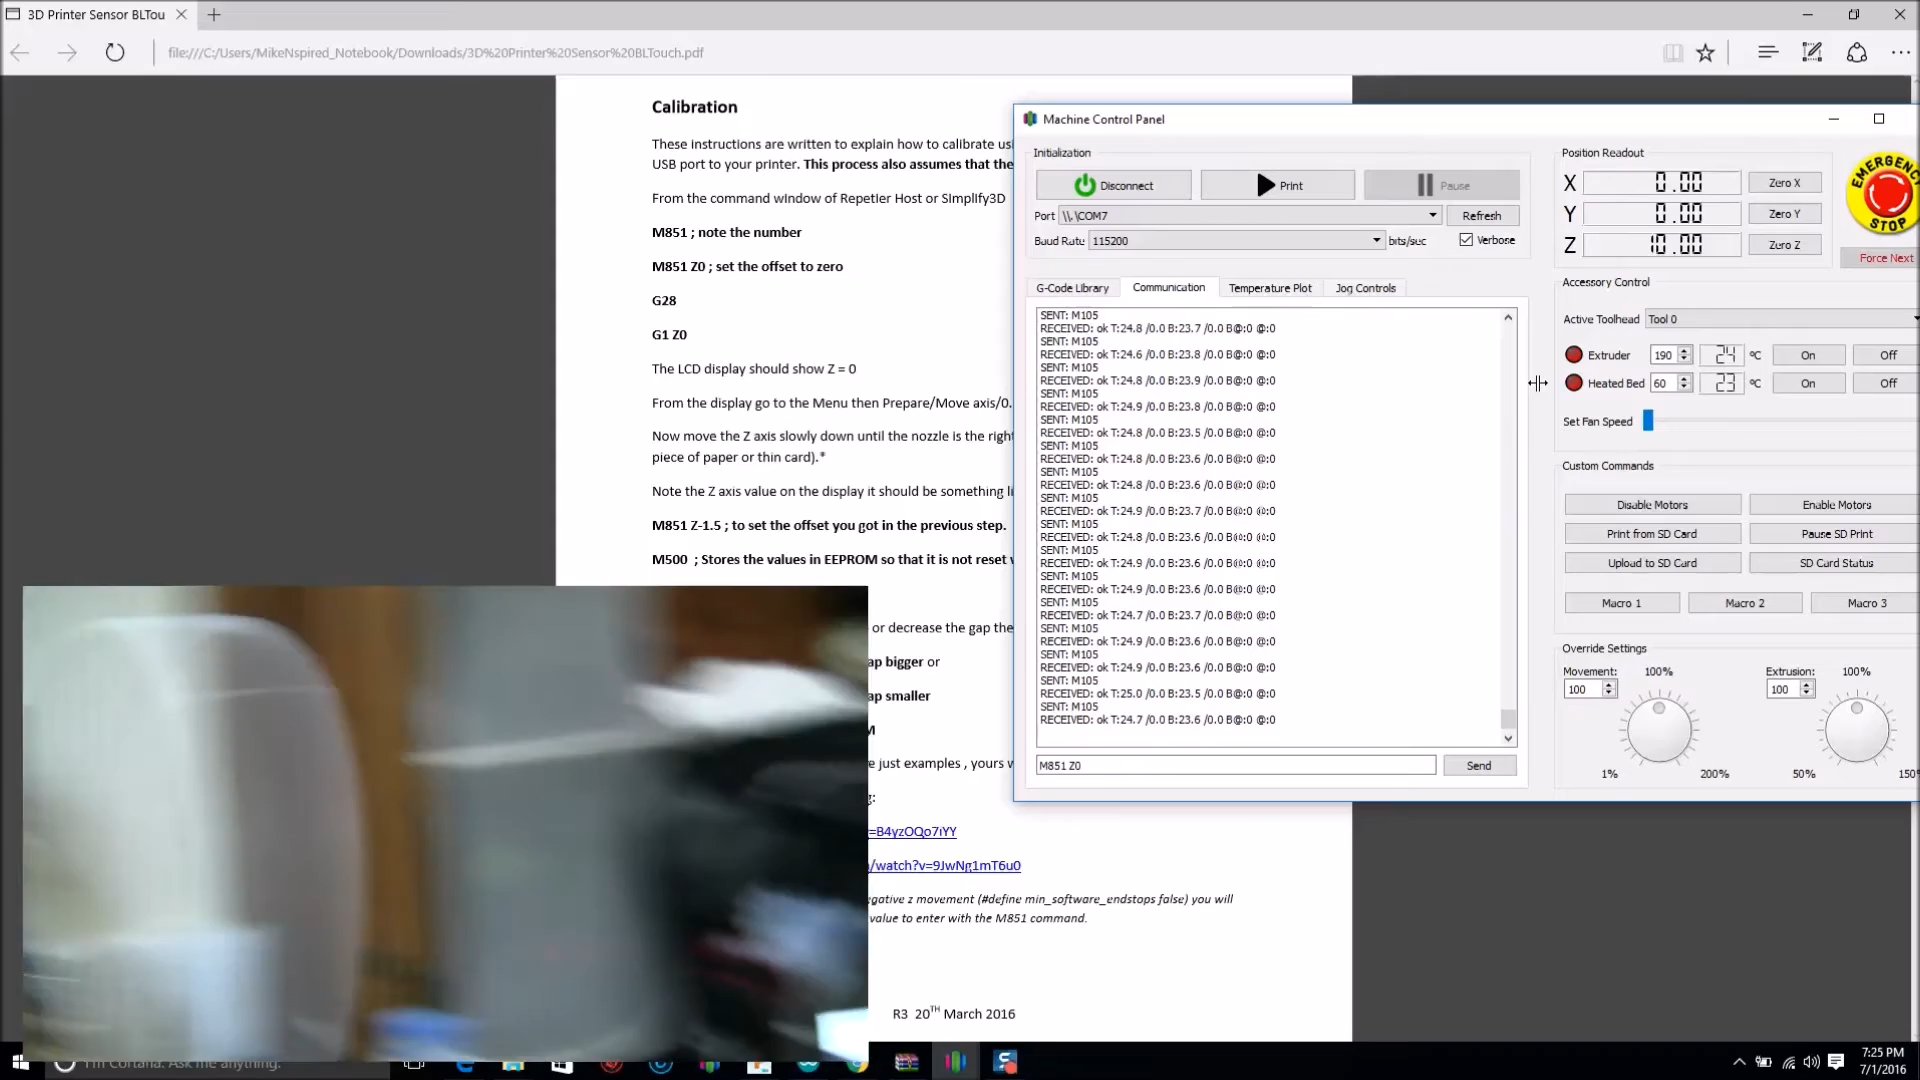 3D Printer Sensor BLTou
file:///C:/Users/MikeNspired_Notebook/Downloads/3D%20Printer%20Sensor%20BLTouch.pdf
Calibration
These instructions are written to explain how to calibrate usi
USB port to your printer. This process also assumes that the
From the command window of Repetier Host or Simplify3D
M851 ; note the number
M851 Z0 ; set the offset to zero
G28
G1 Z0
The LCD display should show Z = 0
From the display go to the Menu then Prepare/Move axis/0.
Now move the Z axis slowly down until the nozzle is the right
piece of paper or thin card).*
Note the Z axis value on the display it should be something li
M851 Z-1.5 ; to set the offset you got in the previous step.
M500 ; Stores the values in EEPROM so that it is not reset
or decrease the gap the
ap bigger or
ap smaller
M
e just examples , yours
g:
=B4yzOQo7iYY
/watch?v=9JwNg1mT6u0
egative z movement (#define min_software_endstops false) you will
value to enter with the M851 command.
R3 20TH March 2016
Machine Control Panel
Initialization
Disconnect
Print
Pause
Port
\\.\COM7
Refresh
Baud Rate
115200
bits/sec
Verbose
G-Code Library
Communication
Temperature Plot
Jog Controls
SENT: M105
RECEIVED: ok T:24.8 /0.0 B:23.7 /0.0 B@:0 @:0
SENT: M105
RECEIVED: ok T:24.6 /0.0 B:23.8 /0.0 B@:0 @:0
SENT: M105
RECEIVED: ok T:24.8 /0.0 B:23.9 /0.0 B@:0 @:0
SENT: M105
RECEIVED: ok T:24.9 /0.0 B:23.8 /0.0 B@:0 @:0
SENT: M105
RECEIVED: ok T:24.8 /0.0 B:23.5 /0.0 B@:0 @:0
SENT: M105
RECEIVED: ok T:24.8 /0.0 B:23.6 /0.0 B@:0 @:0
SENT: M105
RECEIVED: ok T:24.8 /0.0 B:23.6 /0.0 B@:0 @:0
SENT: M105
RECEIVED: ok T:24.9 /0.0 B:23.7 /0.0 B@:0 @:0
SENT: M105
RECEIVED: ok T:24.8 /0.0 B:23.6 /0.0 B@:0 @:0
SENT: M105
RECEIVED: ok T:24.9 /0.0 B:23.6 /0.0 B@:0 @:0
SENT: M105
RECEIVED: ok T:24.9 /0.0 B:23.6 /0.0 B@:0 @:0
SENT: M105
RECEIVED: ok T:24.7 /0.0 B:23.7 /0.0 B@:0 @:0
SENT: M105
RECEIVED: ok T:24.9 /0.0 B:23.6 /0.0 B@:0 @:0
SENT: M105
RECEIVED: ok T:24.9 /0.0 B:23.6 /0.0 B@:0 @:0
SENT: M105
RECEIVED: ok T:25.0 /0.0 B:23.5 /0.0 B@:0 @:0
SENT: M105
RECEIVED: ok T:24.7 /0.0 B:23.6 /0.0 B@:0 @:0
M851 Z0
Send
Position Readout
X 0.00 Zero X
Y 0.00 Zero Y
Z 10.00 Zero Z
EMERGENCY
STOP
Force Next
Accessory Control
Active Toolhead Tool 0
Extruder 190 24 ºC On Off
Heated Bed 60 23 ºC On Off
Set Fan Speed
Custom Commands
Disable Motors Enable Motors
Print from SD Card Pause SD Print
Upload to SD Card SD Card Status
Macro 1 Macro 2 Macro 3
Override Settings
Movement: 100% Extrusion: 100%
100 100
1% 200% 50% 150%
I'm Cortana. Ask me anything.
7:25 PM
7/1/2016